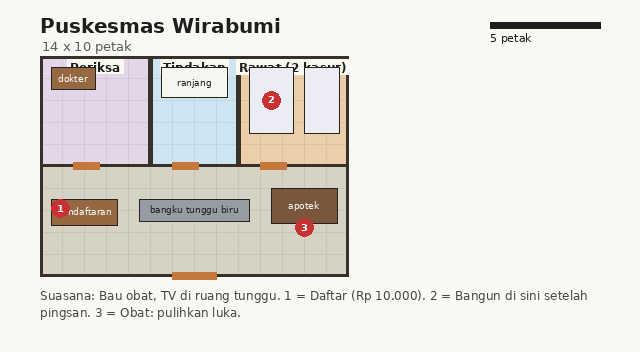 Puskesmas Wirabumi
14 x 10 petak
5 petak
Periksa
Tindakan
Rawat (2 kasur)
dokter
ranjang
2
1
bangku tunggu biru
apotek
3
Suasana: Bau obat, TV di ruang tunggu. 1 = Daftar (Rp 10.000). 2 = Bangun di sini setelah
pingsan. 3 = Obat: pulihkan luka.